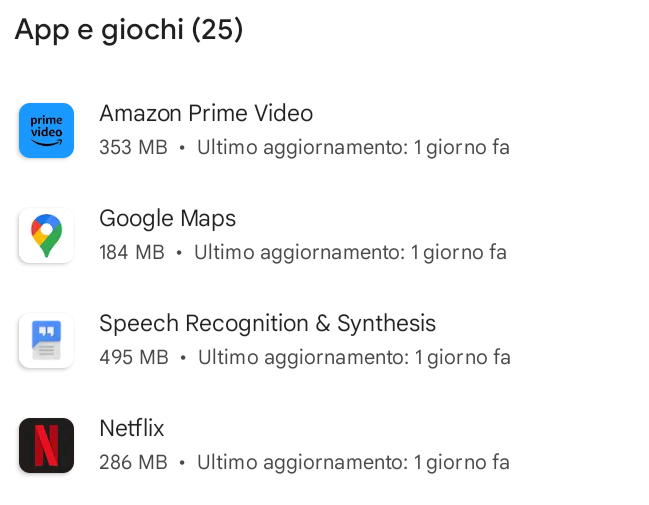 App e giochi (25)
prime
video
Amazon Prime Video
353 MB • Ultimo aggiornamento: 1 giorno fa
Google Maps
184 MB • Ultimo aggiornamento: 1 giorno fa
Speech Recognition & Synthesis
495 MB • Ultimo aggiornamento: 1 giorno fa
N
Netflix
286 MB • Ultimo aggiornamento: 1 giorno fa